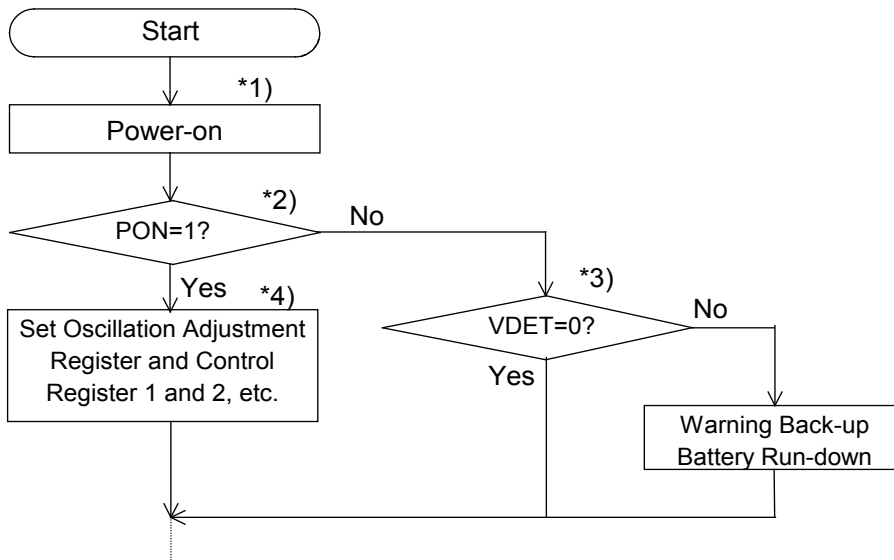 Start
*1)
Power-on
*2)
PON=1?
No
Yes
*4)
*3)
VDET=0?
No
Yes
Set Oscillation Adjustment
Register and Control
Register 1 and 2, etc.
Warning Back-up
Battery Run-down